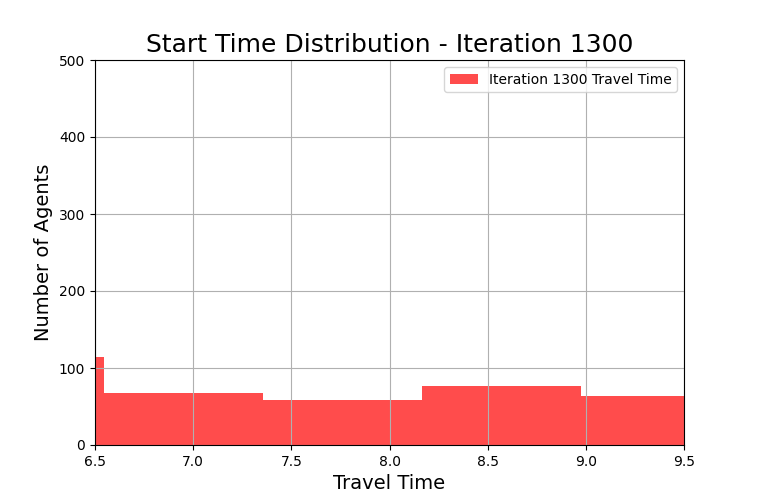 Start Time Distribution - Iteration 1300
Iteration 1300 Travel Time
Number of Agents
500
400
300
200
100
0
6.5 7.0 7.5 8.0 8.5 9.0 9.5
Travel Time